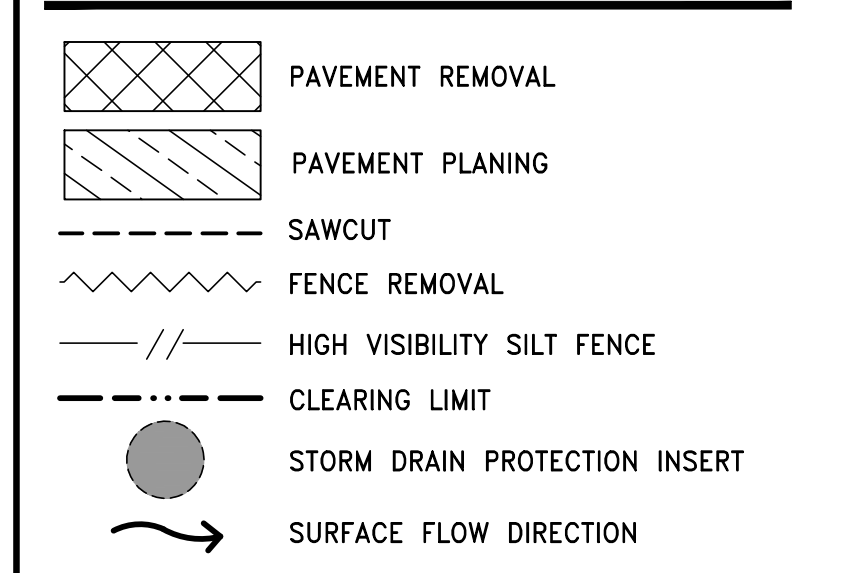 PAVEMENT REMOVAL
PAVEMENT PLANING
SAWCUT
FENCE REMOVAL
HIGH VISIBILITY SILT FENCE
CLEARING LIMIT
STORM DRAIN PROTECTION INSERT
SURFACE FLOW DIRECTION